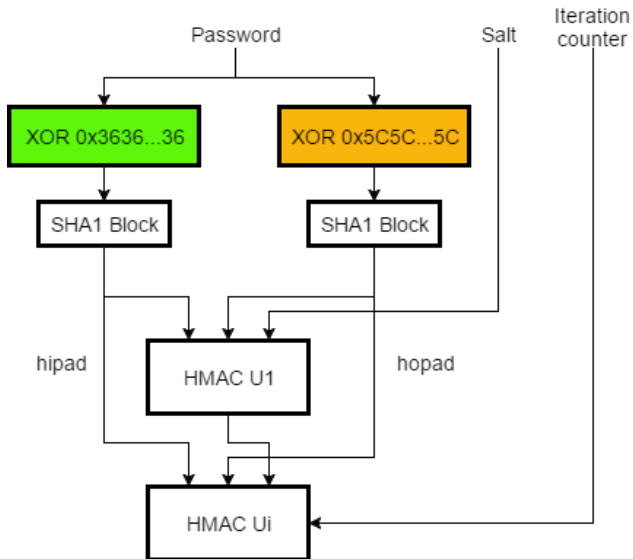 Iteration
counter
Password
Salt
XOR 0x3636...36
XOR 0x5C5C...5C
SHA1 Block
SHA1 Block
hipad
HMAC U1
hopad
HMAC Ui